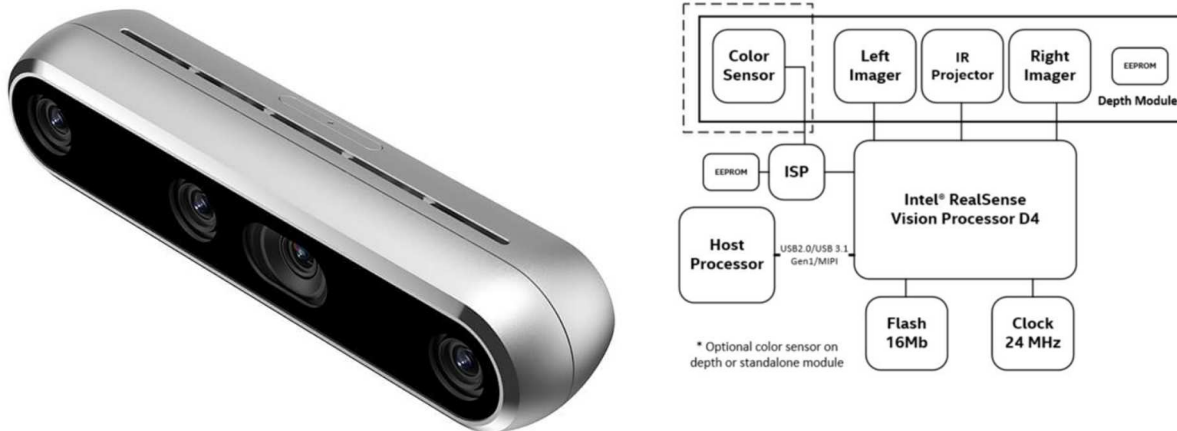 Color
Sensor
Left
Imager
IR
Projector
Right
Imager
EEPROM
Depth Module
EEPROM
ISP
Intel® RealSense
Vision Processor D4
Host
Processor
USB2.0/USB 3.1
Gen1/MIPI
Flash
16Mb
Clock
24 MHz
* Optional color sensor on
depth or standalone module